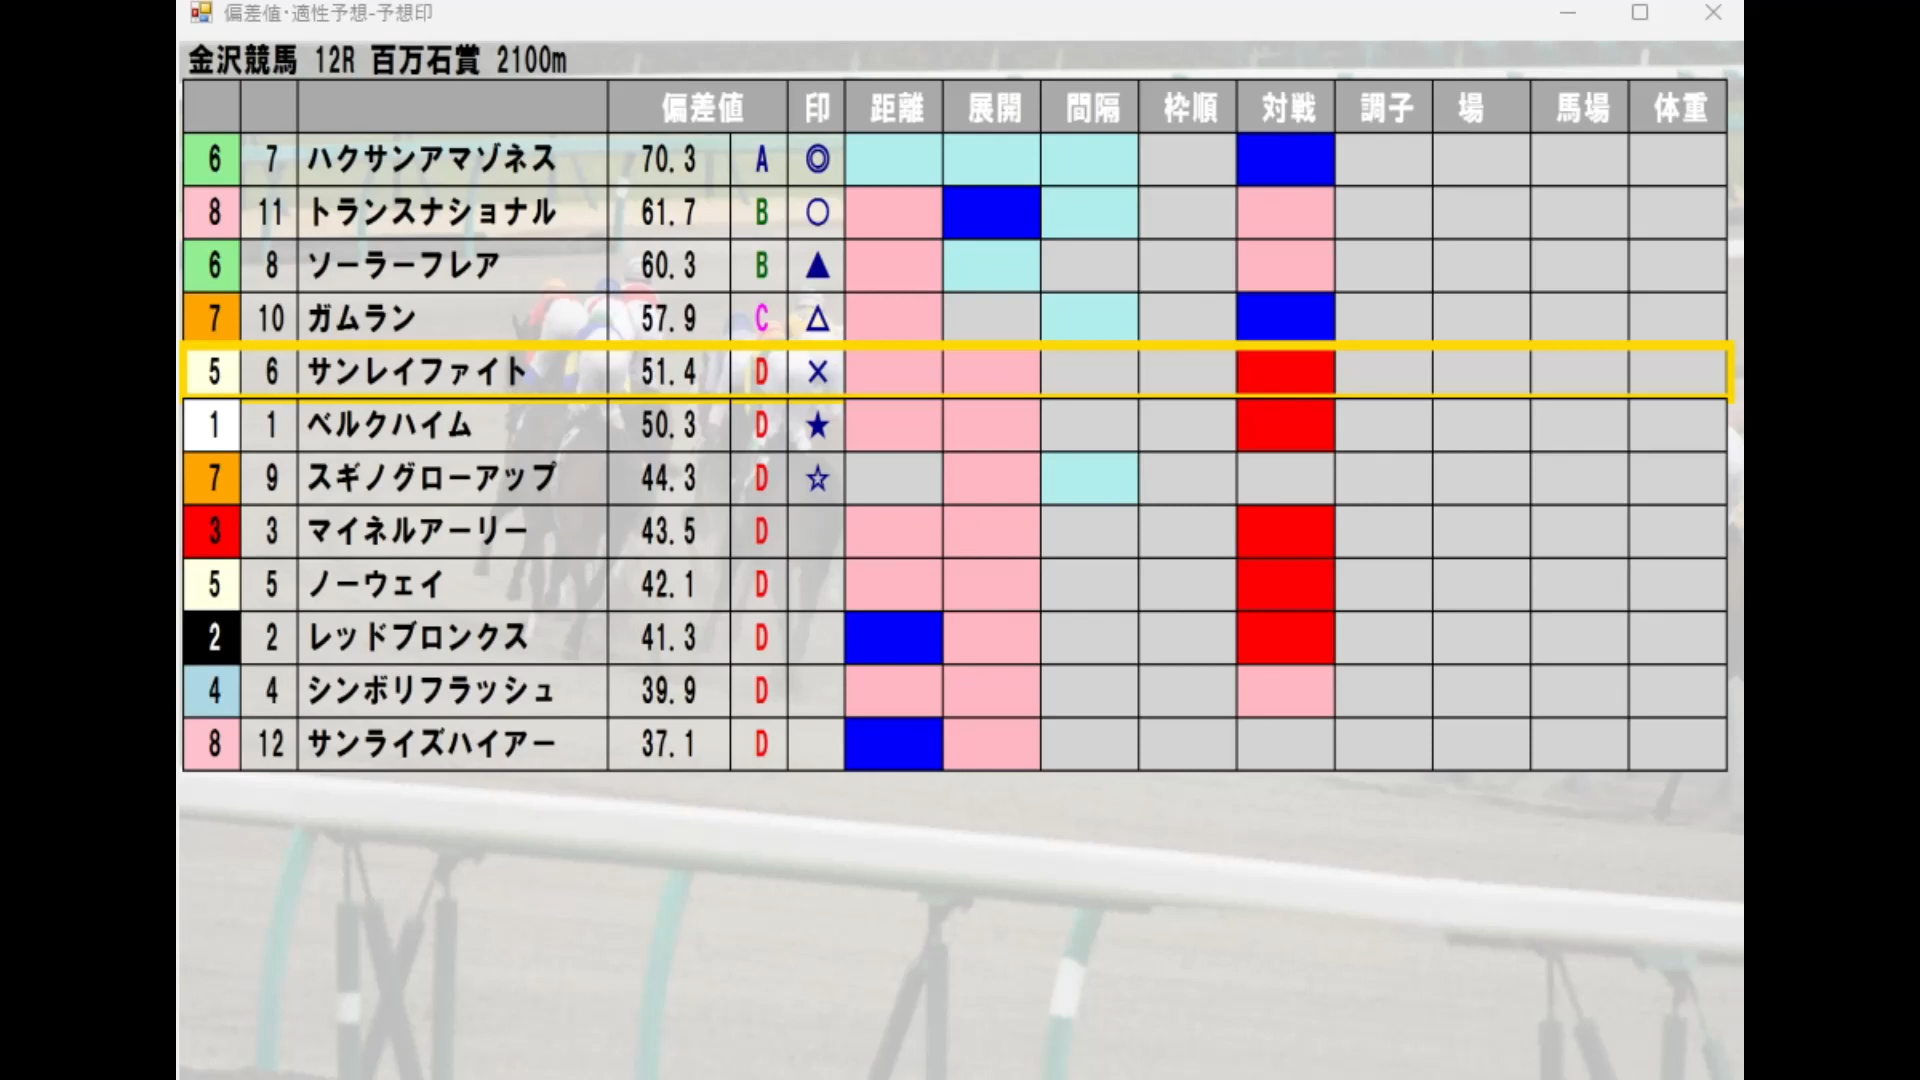 偏差値・適性予想-予想印
金沢競馬 12R 百万石賞 2100m
偏差値 印 距離 展開 間隔 枠順 対戦 調子 場 馬場 体重
6 7 ハクサンアマゾネス 70.3 A ◎
8 11 トランスナショナル 61.7 B ○
6 8 ソーラーフレア 60.3 B ▲
7 10 ガムラン 57.9 C △
5 6 サンレイファイト 51.4 D ×
1 1 ベルクハイム 50.3 D ★
7 9 スギノグローアップ 44.3 D ☆
3 3 マイネルアーリー 43.5 D
5 5 ノーウェイ 42.1 D
2 2 レッドブロンクス 41.3 D
4 4 シンボリフラッシュ 39.9 D
8 12 サンライズハイアー 37.1 D